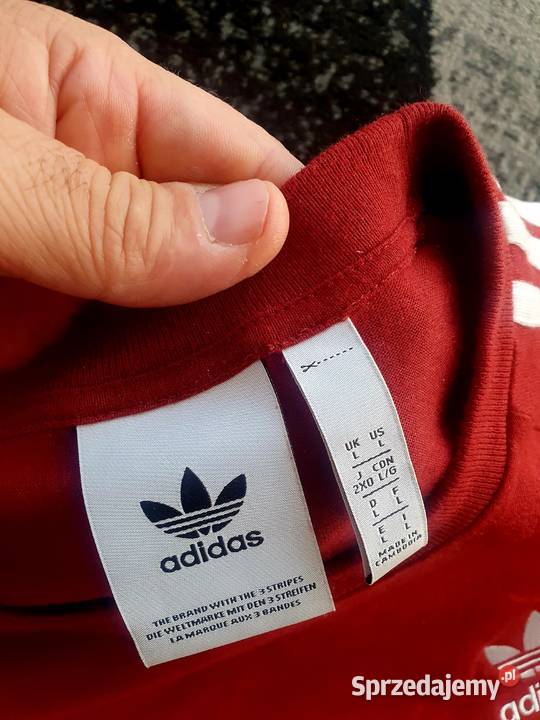 adidas
THE BRAND WITH THE 3 STRIPES
DIE WELTMARKE MIT DEN 3 STREIFEN
LA MARQUE AUX 3 BANDES
UK US
L L
J CDN
2XO L/G
D F
L L
E I
L L
MADE IN
CAMBODIA
adid
Sprzedajemy.pl